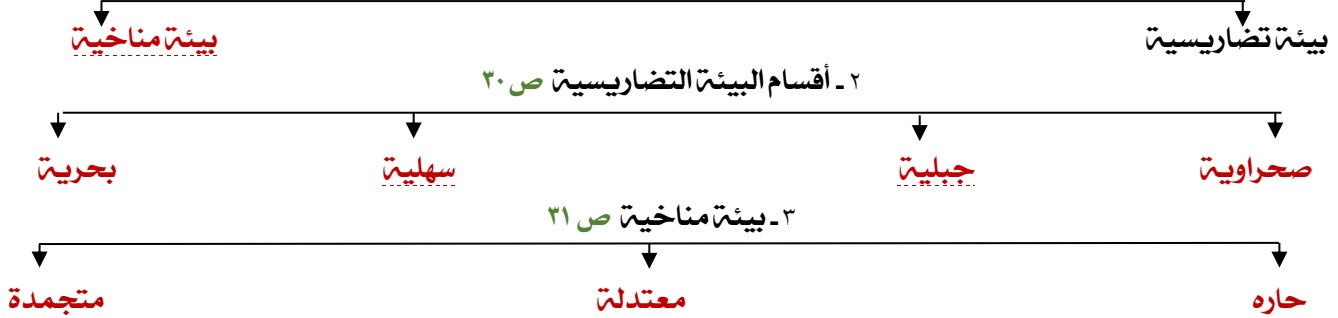 بيئة تضاريسية بيئة مناخية
٢ ـ أقسام البيئة التضاريسية ص٣٠
صحراوية جبلية سهلية بحرية
٣ ـ بيئة مناخية ص ٣١
حاره معتدلة متجمدة